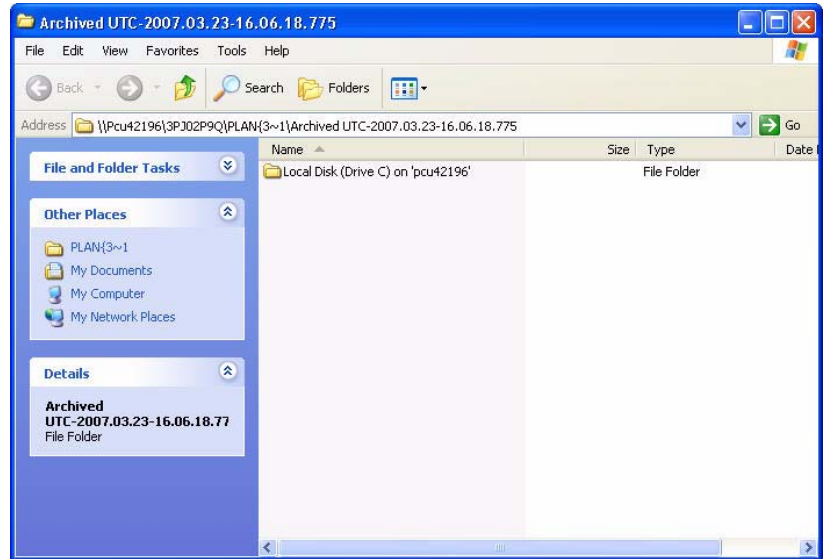 Archived UTC-2007.03.23-16.06.18.775
File Edit View Favorites Tools Help
Back Search Folders
Address \\Pcu42196\3PJ02P9Q\PLAN{3~1\Archived UTC-2007.03.23-16.06.18.775 Go
Name Size Type Date
Local Disk (Drive C) on 'pcu42196' File Folder
File and Folder Tasks
Other Places
PLAN{3~1
My Documents
My Computer
My Network Places
Details
Archived
UTC-2007.03.23-16.06.18.77
File Folder